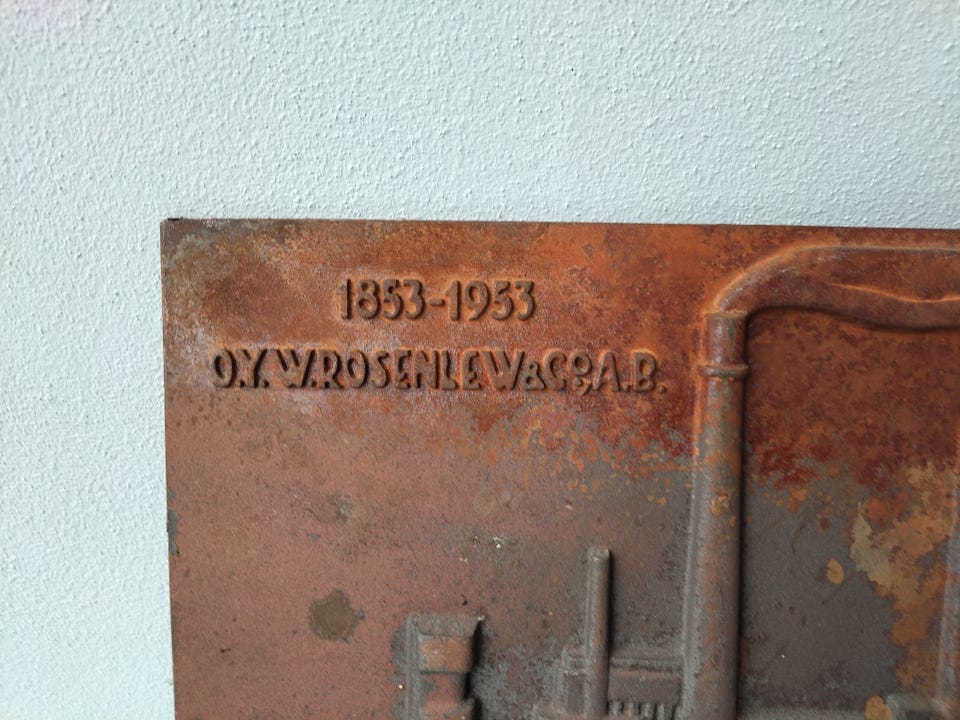 1853-1953
O.Y. W. ROSENLEW & Co, A.B.